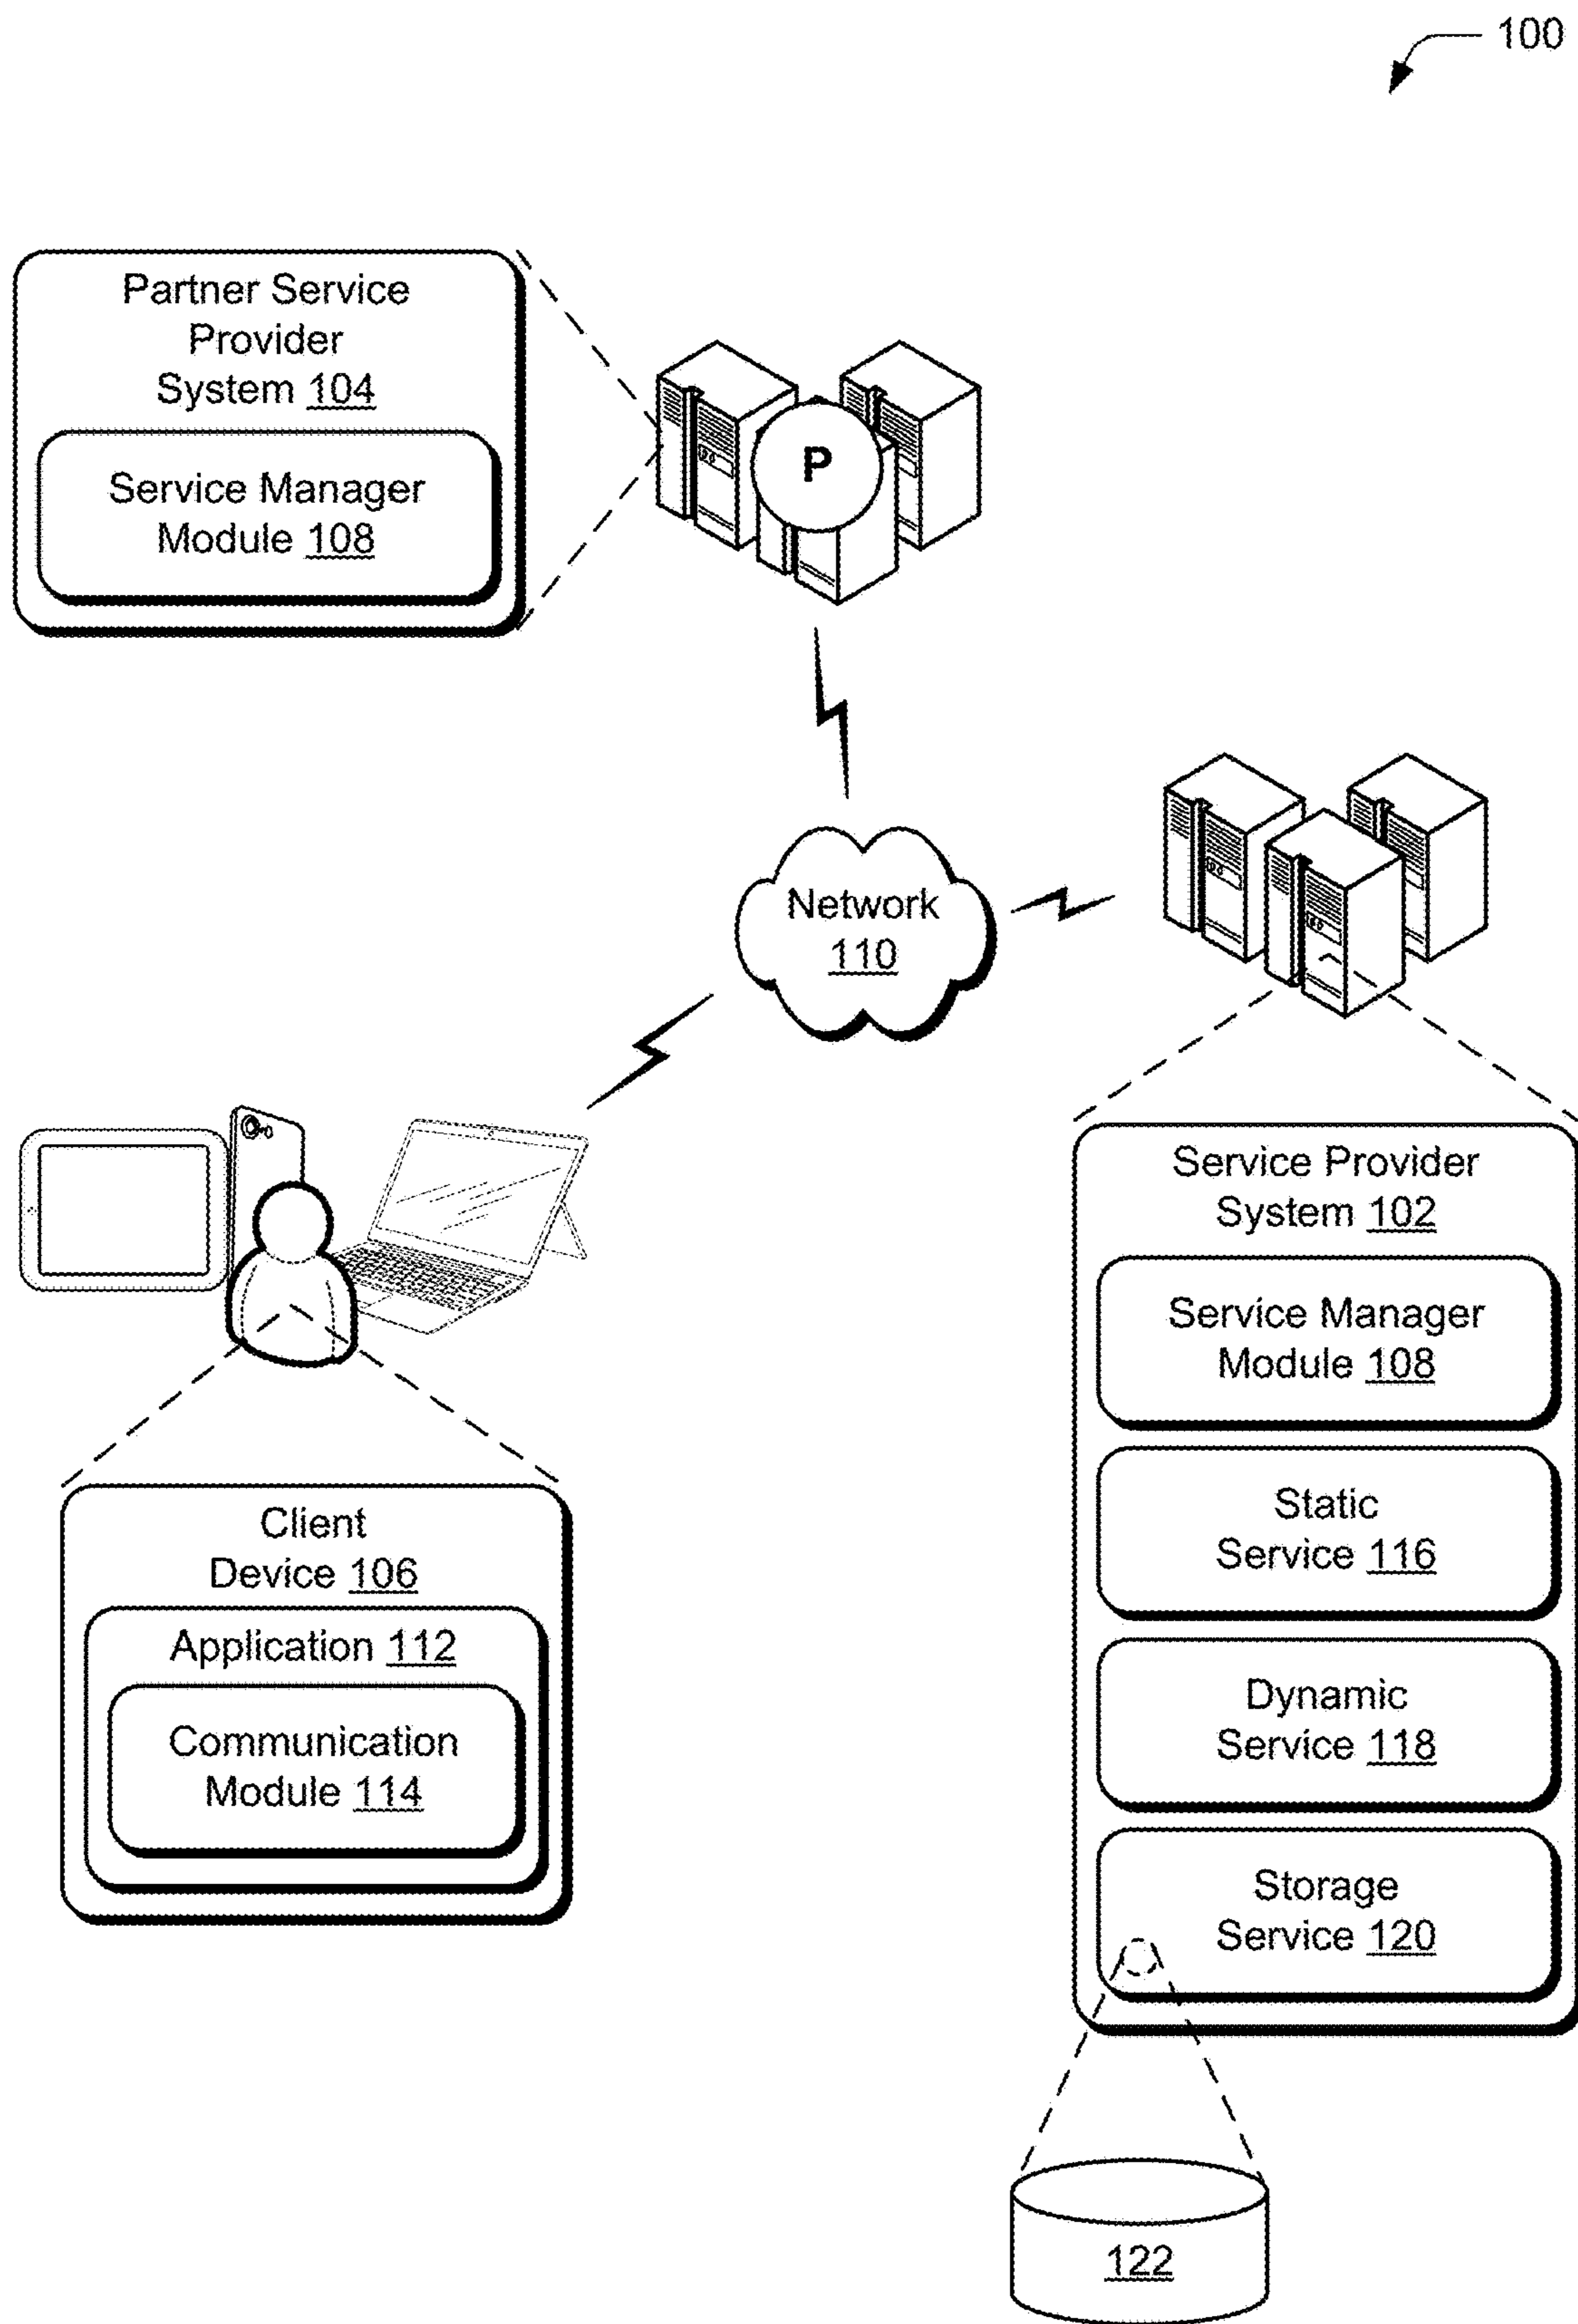 100
Partner Service
Provider
System 104
Service Manager
Module 108
P
Network
110
Service Provider
System 102
Service Manager
Module 108
Static
Service 116
Dynamic
Service 118
Storage
Service 120
122
Client
Device 106
Application 112
Communication
Module 114